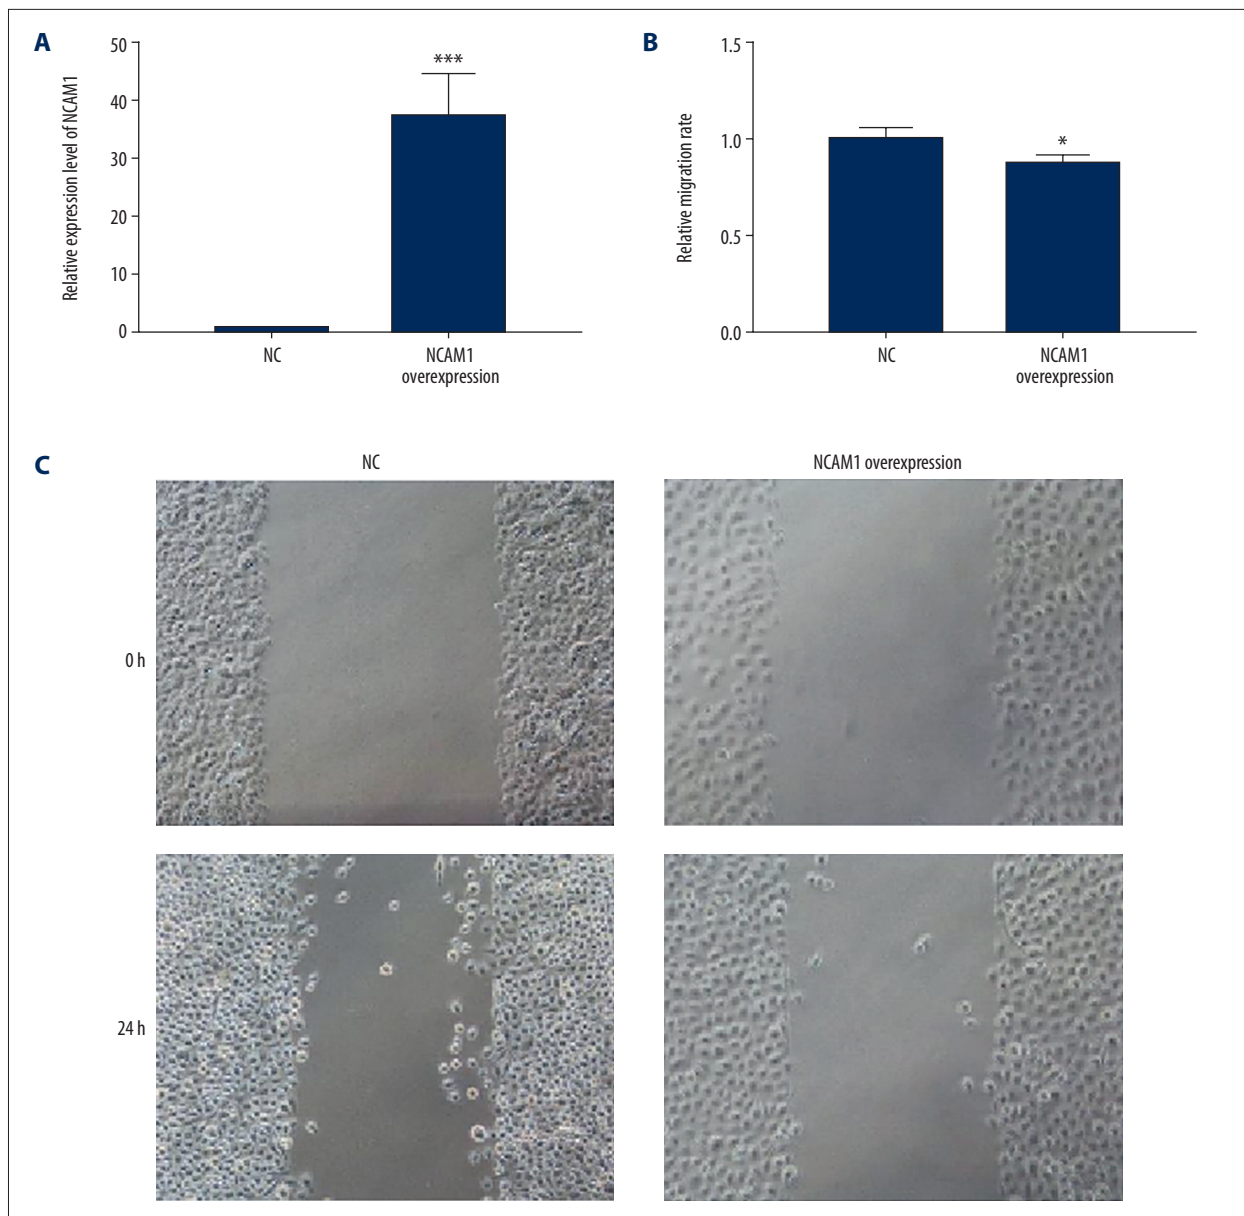 A
Relative expression level of NCAM1
50
40
30
20
10
0
***
NC
NCAM1
overexpression
B
Relative migration rate
1.5
1.0
0.5
0.0
*
NC
NCAM1
overexpression
C
NC
NCAM1 overexpression
0 h
24 h